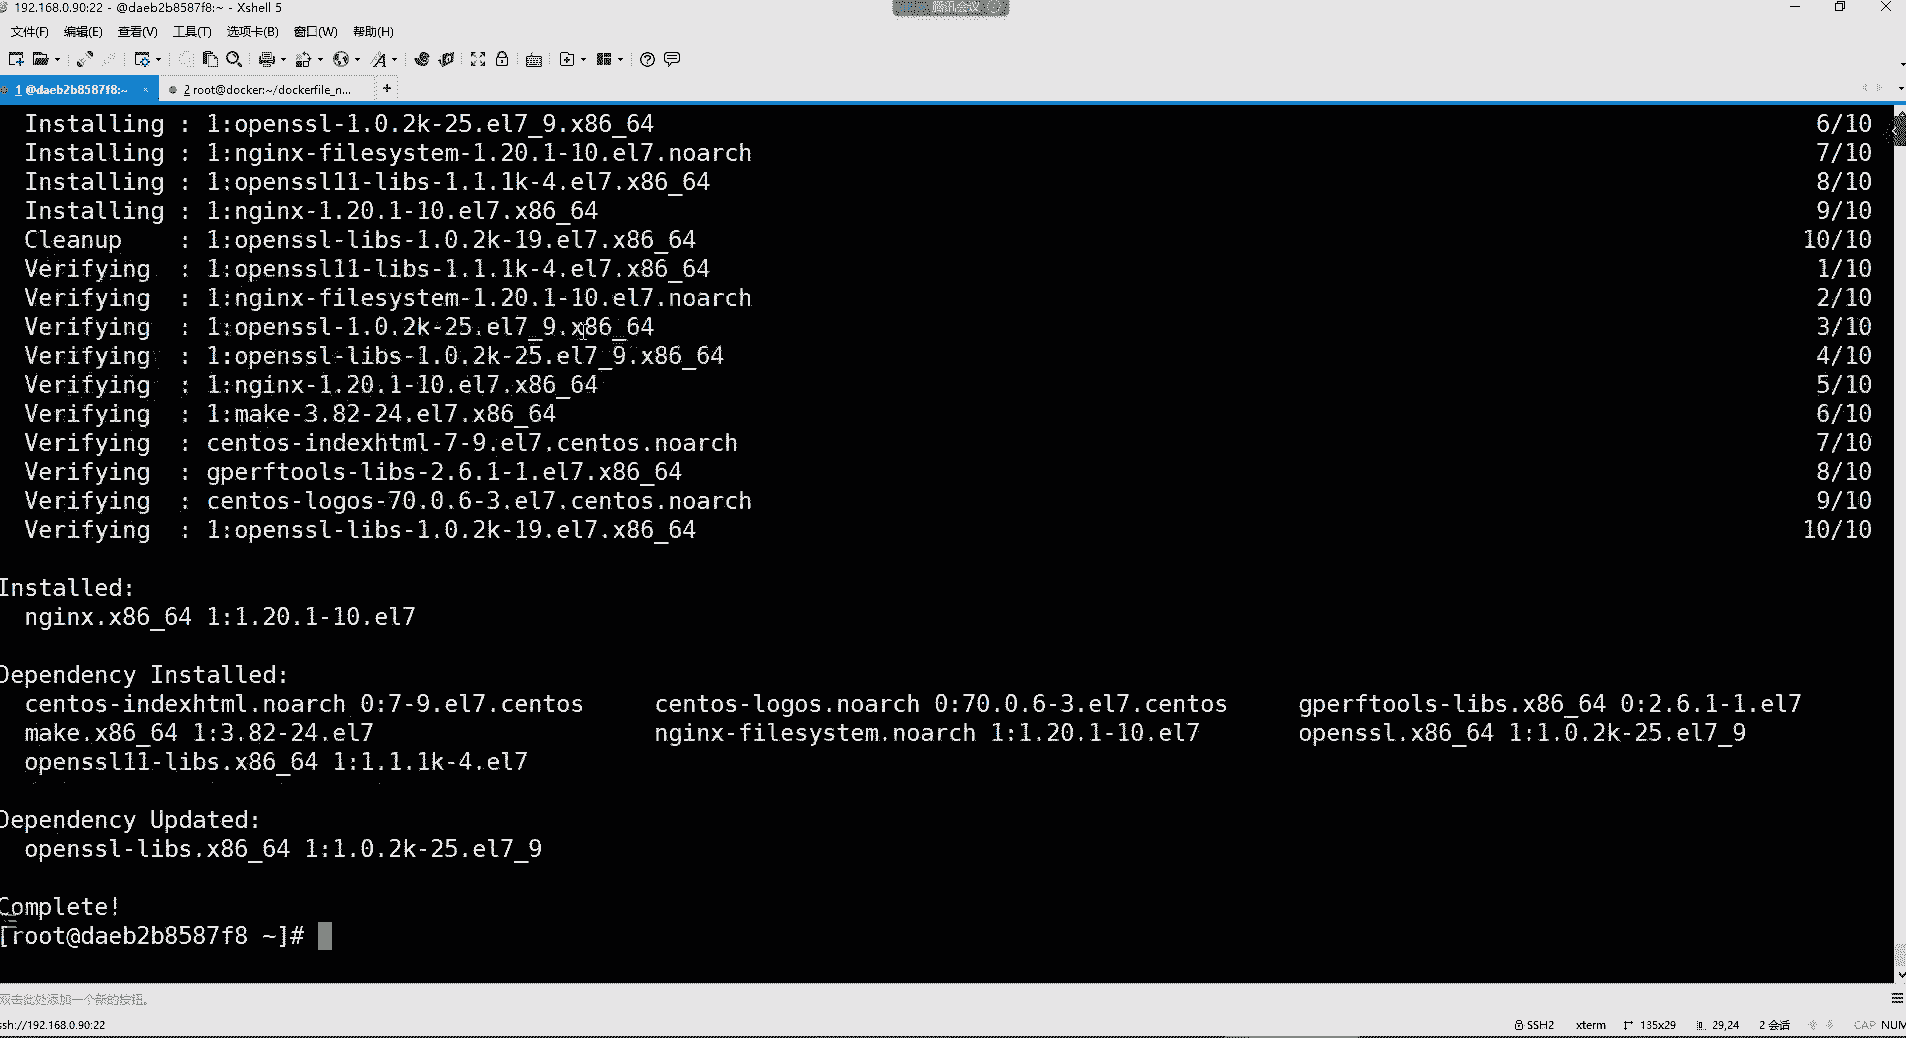 192.168.0.90:22 - @daeb2b8587f8:~ - Xshell 5
腾讯会议
文件(F) 编辑(E) 查看(V) 工具(T) 选项卡(B) 窗口(W) 帮助(H)
1 @daeb2b8587f8:~ × 2 root@docker:~/dockerfile_n... +
Installing : 1:openssl-1.0.2k-25.el7_9.x86_64 6/10
Installing : 1:nginx-filesystem-1.20.1-10.el7.noarch 7/10
Installing : 1:openssl11-libs-1.1.1k-4.el7.x86_64 8/10
Installing : 1:nginx-1.20.1-10.el7.x86_64 9/10
Cleanup : 1:openssl-libs-1.0.2k-19.el7.x86_64 10/10
Verifying : 1:openssl11-libs-1.1.1k-4.el7.x86_64 1/10
Verifying : 1:nginx-filesystem-1.20.1-10.el7.noarch 2/10
Verifying : 1:openssl-1.0.2k-25.el7_9.x86_64 3/10
Verifying : 1:openssl-libs-1.0.2k-25.el7_9.x86_64 4/10
Verifying : 1:nginx-1.20.1-10.el7.x86_64 5/10
Verifying : 1:make-3.82-24.el7.x86_64 6/10
Verifying : centos-indexhtml-7-9.el7.centos.noarch 7/10
Verifying : gperftools-libs-2.6.1-1.el7.x86_64 8/10
Verifying : centos-logos-70.0.6-3.el7.centos.noarch 9/10
Verifying : 1:openssl-libs-1.0.2k-19.el7.x86_64 10/10
Installed:
nginx.x86_64 1:1.20.1-10.el7
Dependency Installed:
centos-indexhtml.noarch 0:7-9.el7.centos centos-logos.noarch 0:70.0.6-3.el7.centos gperftools-libs.x86_64 0:2.6.1-1.el7
make.x86_64 1:3.82-24.el7 nginx-filesystem.noarch 1:1.20.1-10.el7 openssl.x86_64 1:1.0.2k-25.el7_9
openssl11-libs.x86_64 1:1.1.1k-4.el7
Dependency Updated:
openssl-libs.x86_64 1:1.0.2k-25.el7_9
Complete!
[root@daeb2b8587f8 ~]#
双击此处添加一个新的按钮。
ssh://192.168.0.90:22 SSH2 xterm 135x29 29,24 2 会话 CAP NUM